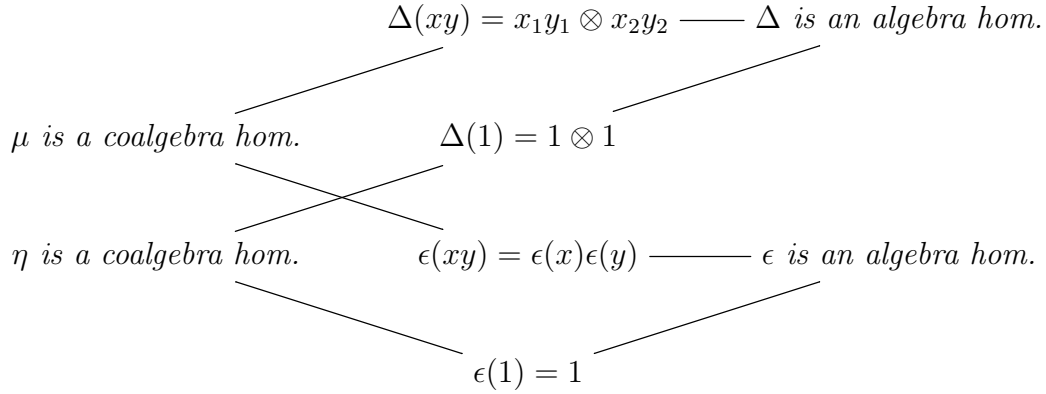 Δ(xy) = x₁y₁ ⊗ x₂y₂ Δ is an algebra hom.
μ is a coalgebra hom. Δ(1) = 1 ⊗ 1
η is a coalgebra hom. ϵ(xy) = ϵ(x)ϵ(y) ϵ is an algebra hom.
ϵ(1) = 1